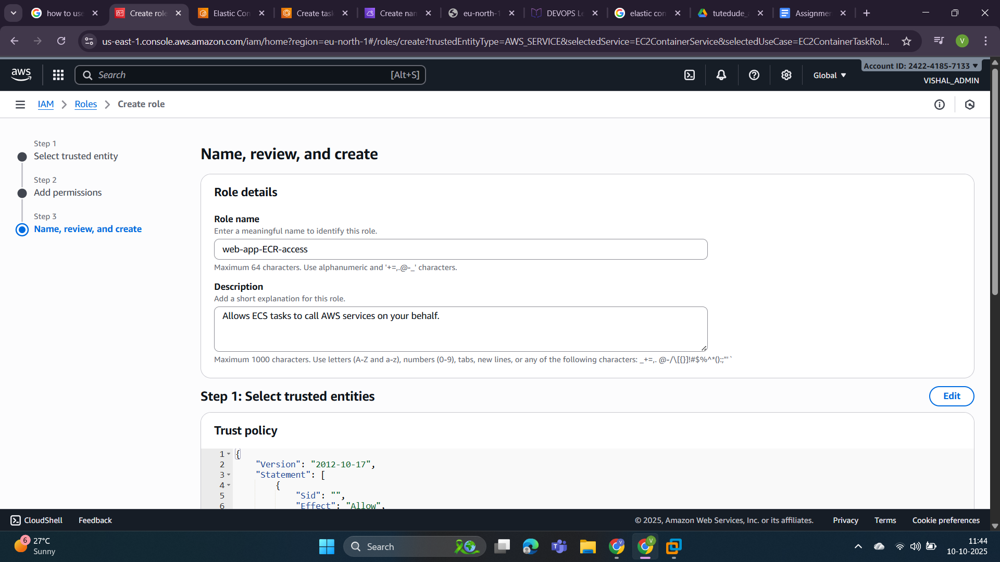 how to use
Create role
Elastic Con
Create task
Create nam
eu-north-1
DEVOPS Le
elastic con
tutedude_a
Assignmen
us-east-1.console.aws.amazon.com/iam/home?region=eu-north-1#/roles/create?trustedEntityType=AWS_SERVICE&selectedService=EC2ContainerService&selectedUseCase=EC2ContainerTaskRol...
V
aws
Search
[Alt+S]
Global
Account ID: 2422-4185-7133
VISHAL_ADMIN
IAM
Roles
Create role
Step 1
Select trusted entity
Step 2
Add permissions
Step 3
Name, review, and create
Name, review, and create
Role details
Role name
Enter a meaningful name to identify this role.
web-app-ECR-access
Maximum 64 characters. Use alphanumeric and '+=,.@-_' characters.
Description
Add a short explanation for this role.
Allows ECS tasks to call AWS services on your behalf.
Maximum 1000 characters. Use letters (A-Z and a-z), numbers (0-9), tabs, new lines, or any of the following characters: _+=,. @-/\[{}]!#$%^*();:"'`
Step 1: Select trusted entities
Edit
Trust policy
1 {
2 "Version": "2012-10-17",
3 "Statement": [
4 {
5 "Sid": "",
6 "Effect": "Allow",
CloudShell
Feedback
© 2025, Amazon Web Services, Inc. or its affiliates.
Privacy
Terms
Cookie preferences
6
27°C
Sunny
Search
11:44
10-10-2025